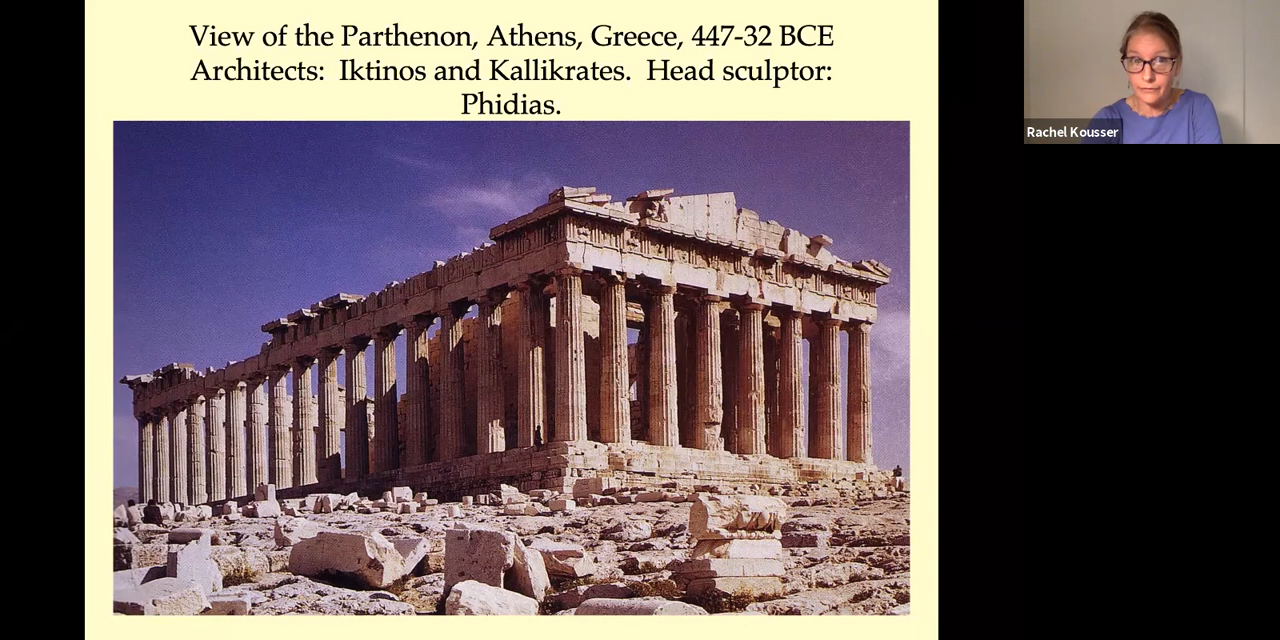 View of the Parthenon, Athens, Greece, 447-32 BCE
Architects:  Iktinos and Kallikrates.  Head sculptor:
Phidias.
Rachel Kousser